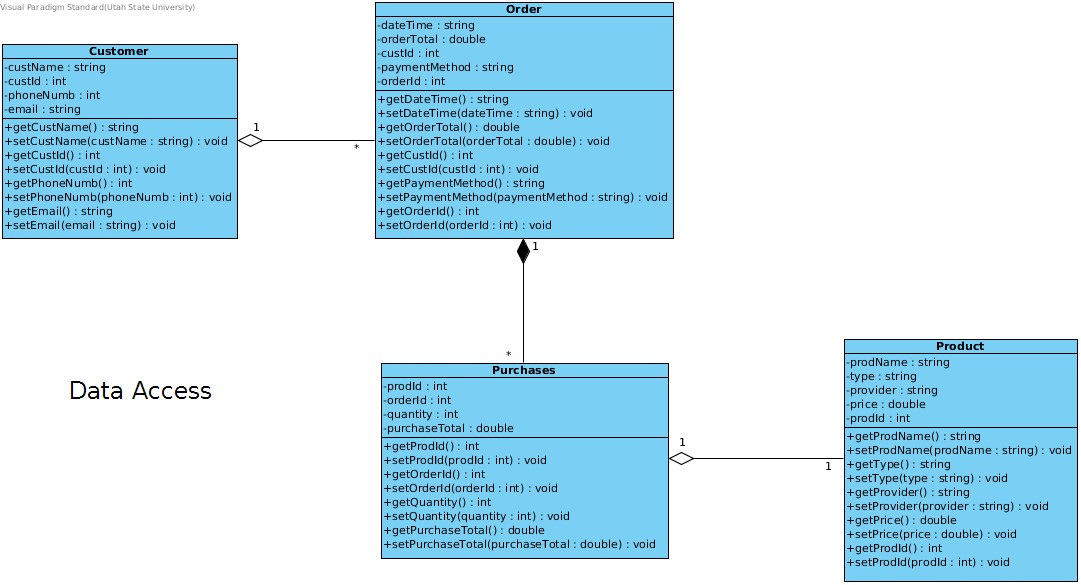 Visual Paradigm Standard(Utah State University)
Order
-dateTime : string
-orderTotal : double
-custId : int
-paymentMethod : string
-orderId : int
+getDateTime() : string
+setDateTime(dateTime : string) : void
+getOrderTotal() : double
+setOrderTotal(orderTotal : double) : void
+getCustId() : int
+setCustId(custId : int) : void
+getPaymentMethod() : string
+setPaymentMethod(paymentMethod : string) : void
+getOrderId() : int
+setOrderId(orderId : int) : void
Customer
-custName : string
-custId : int
-phoneNumb : int
-email : string
+getCustName() : string
+setCustName(custName : string) : void
+getCustId() : int
+setCustId(custId : int) : void
+getPhoneNumb() : int
+setPhoneNumb(phoneNumb : int) : void
+getEmail() : string
+setEmail(email : string) : void
1
*
1
*
Data Access
Purchases
-prodId : int
-orderId : int
-quantity : int
-purchaseTotal : double
+getProdId() : int
+setProdId(prodId : int) : void
+getOrderId() : int
+setOrderId(orderId : int) : void
+getQuantity() : int
+setQuantity(quantity : int) : void
+getPurchaseTotal() : double
+setPurchaseTotal(purchaseTotal : double) : void
1
1
Product
-prodName : string
-type : string
-provider : string
-price : double
-prodId : int
+getProdName() : string
+setProdName(prodName : string) : void
+getType() : string
+setType(type : string) : void
+getProvider() : string
+setProvider(provider : string) : void
+getPrice() : double
+setPrice(price : double) : void
+getProdId() : int
+setProdId(prodId : int) : void